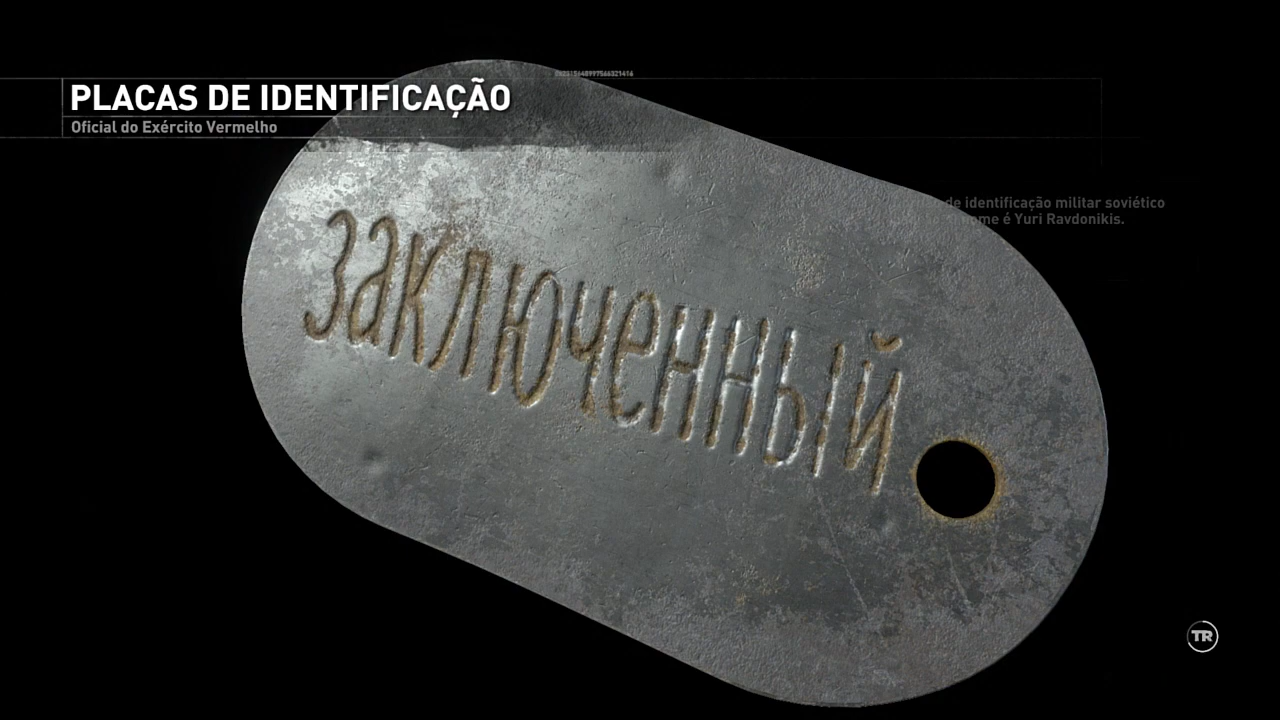 PLACAS DE IDENTIFICAÇÃO
Oficial do Exército Vermelho
de identificação militar soviético
nome é Yuri Ravdonikis.
заключенный
TR